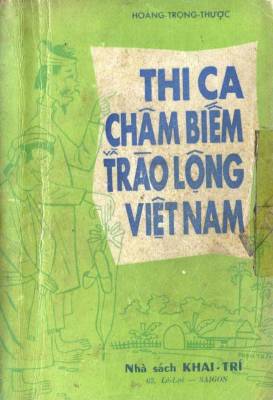 HOÀNG-TRỌNG-THƯỢC
THI CA
CHÂM BIẾM
VÀ
TRÀO LỘNG
VIỆT NAM
Nhà sách KHAI-TRÍ
62, Lê-Lợi — SAIGON